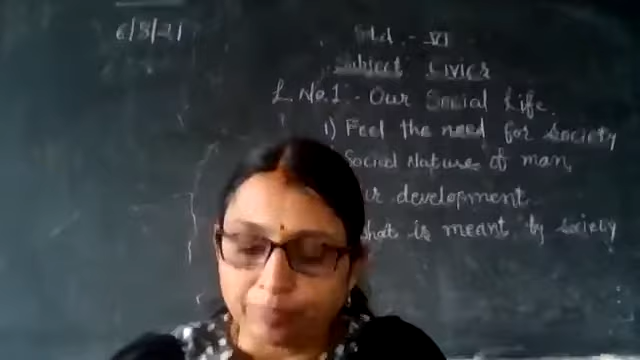 6/8/21
Std. - VI
Subject Civics
L. No. 1 - Our Social Life.
1) Feel the need for society
Social Nature of man,
development
is meant by society